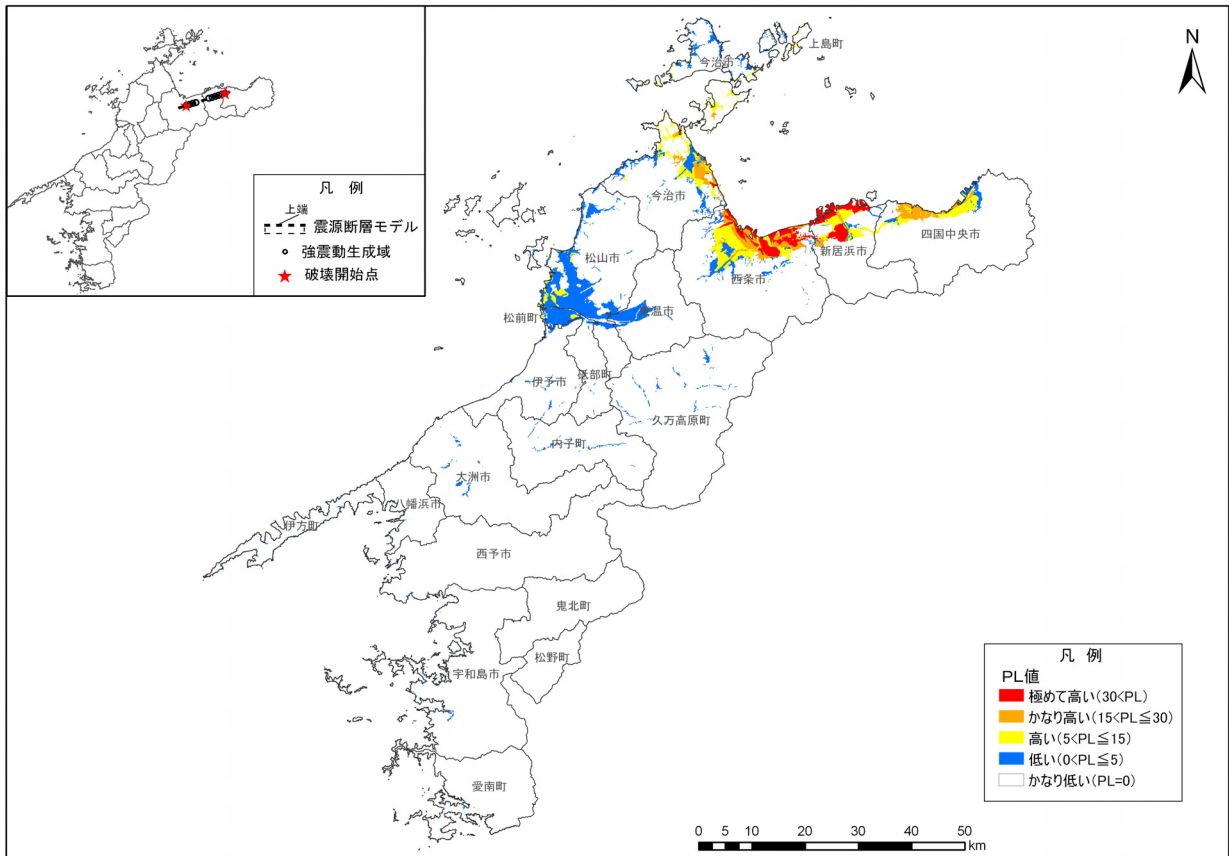 凡 例
上端
震源断層モデル
強震動生成域
破壊開始点
N
上島町
今治市
今治市
四国中央市
新居浜市
西条市
松山市
東温市
松前町
伊予市
砥部町
久万高原町
内子町
大洲市
八幡浜市
伊方町
西予市
鬼北町
松野町
宇和島市
愛南町
凡 例
PL値
極めて高い(30<PL)
かなり高い(15<PL≦30)
高い(5<PL≦15)
低い(0<PL≦5)
かなり低い(PL=0)
0 5 10 20 30 40 50
km